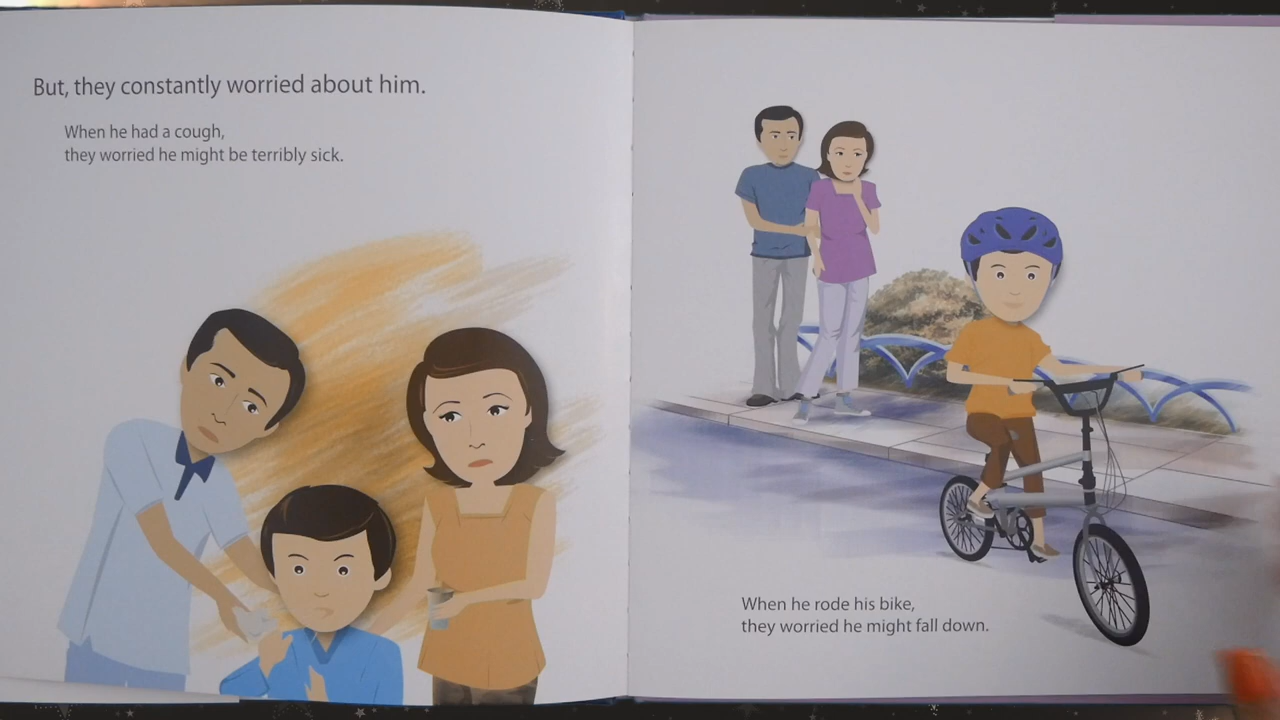 But, they constantly worried about him.
When he had a cough,
they worried he might be terribly sick.
When he rode his bike,
they worried he might fall down.